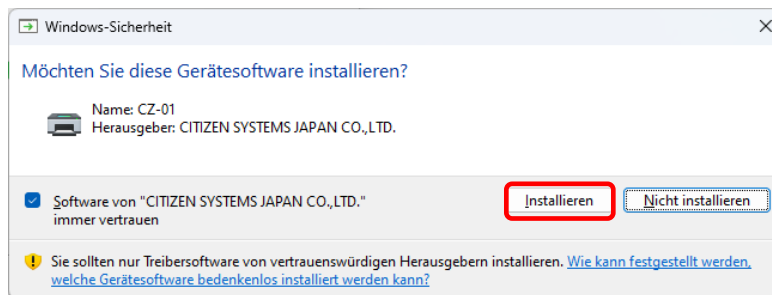 Windows-Sicherheit
Möchten Sie diese Gerätesoftware installieren?
Name: CZ-01
Herausgeber: CITIZEN SYSTEMS JAPAN CO.,LTD.
Software von "CITIZEN SYSTEMS JAPAN CO.,LTD."
immer vertrauen
Installieren
Nicht installieren
Sie sollten nur Treibersoftware von vertrauenswürdigen Herausgebern installieren. Wie kann festgestellt werden,
welche Gerätesoftware bedenkenlos installiert werden kann?